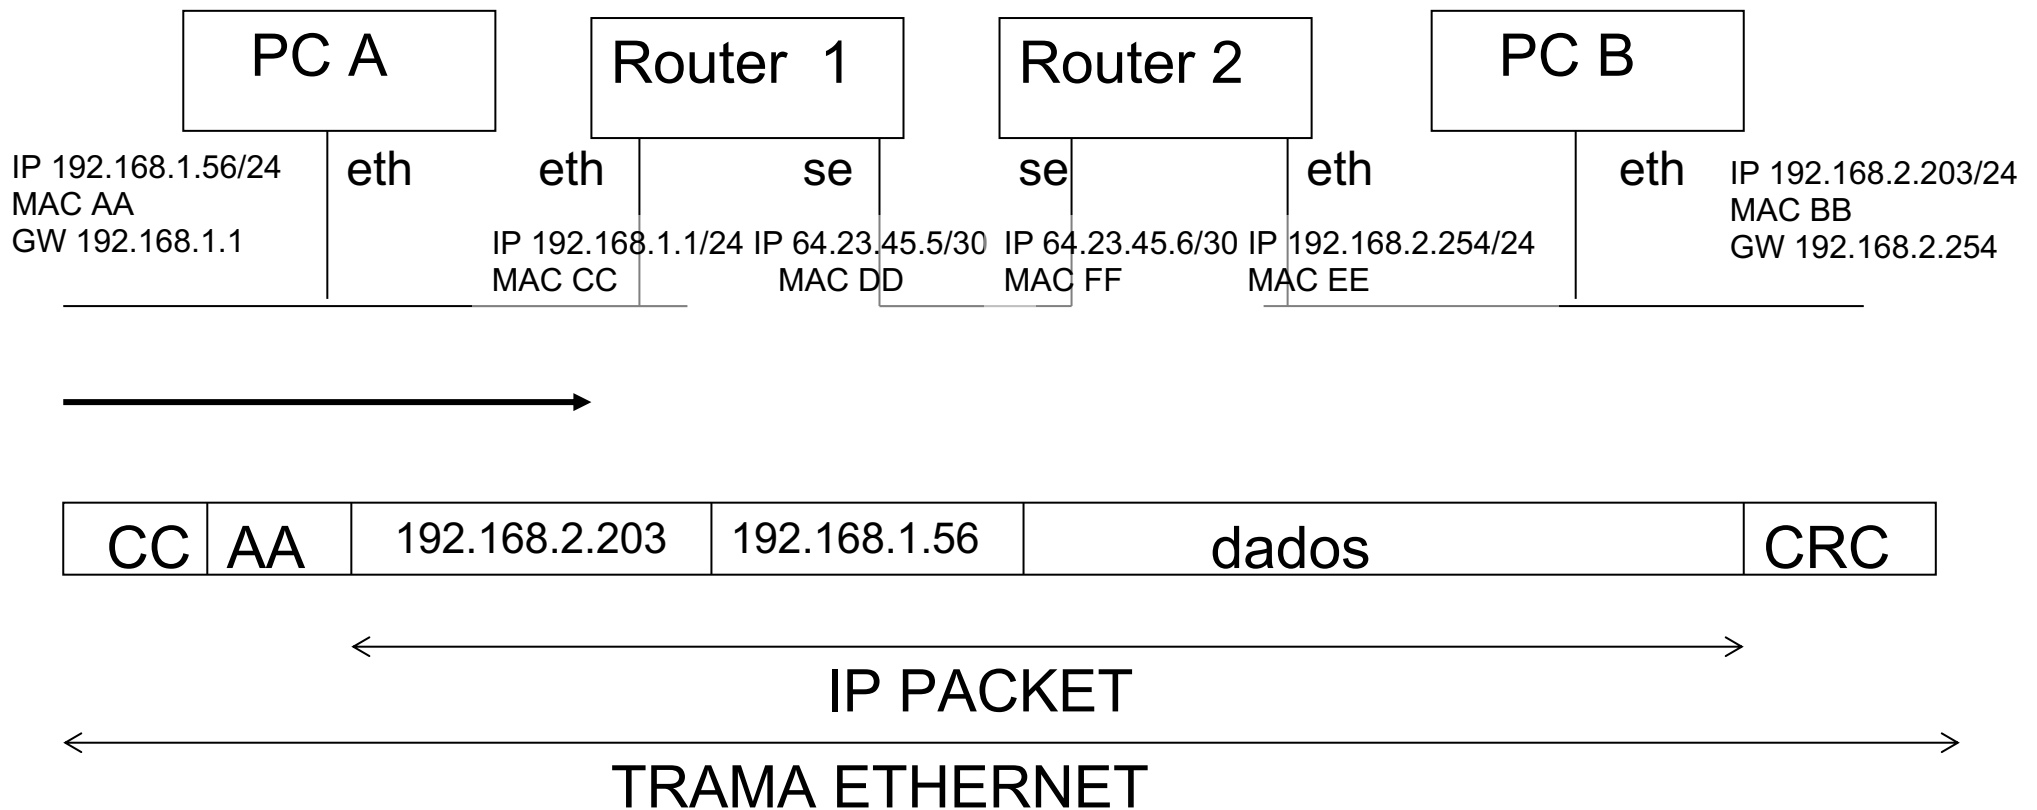 PC A
Router 1
Router 2
PC B
IP 192.168.1.56/24
MAC AA
GW 192.168.1.1
eth
eth
se
se
eth
eth
IP 192.168.2.203/24
MAC BB
GW 192.168.2.254
IP 192.168.1.1/24
MAC CC
IP 64.23.45.5/30
MAC DD
IP 64.23.45.6/30
MAC FF
IP 192.168.2.254/24
MAC EE
CC
AA
192.168.2.203
192.168.1.56
dados
CRC
IP PACKET
TRAMA ETHERNET